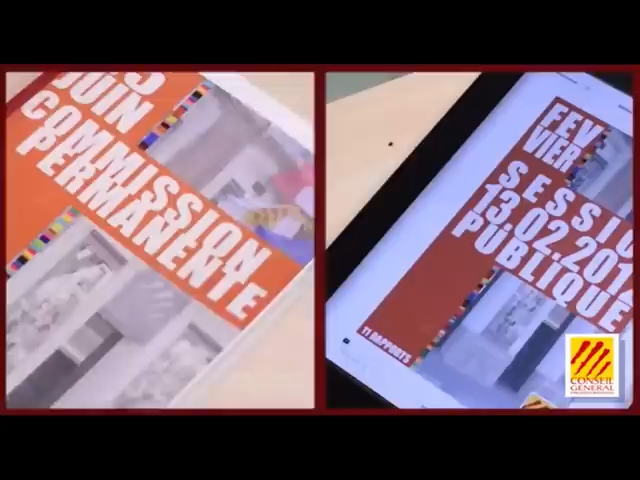 JUIN
COMMISSION
PERMANENTE
FEV
VIER
SESSIO
13.02.201
PUBLIQUE
11 RAPPORTS
CONSEIL
GENERAL